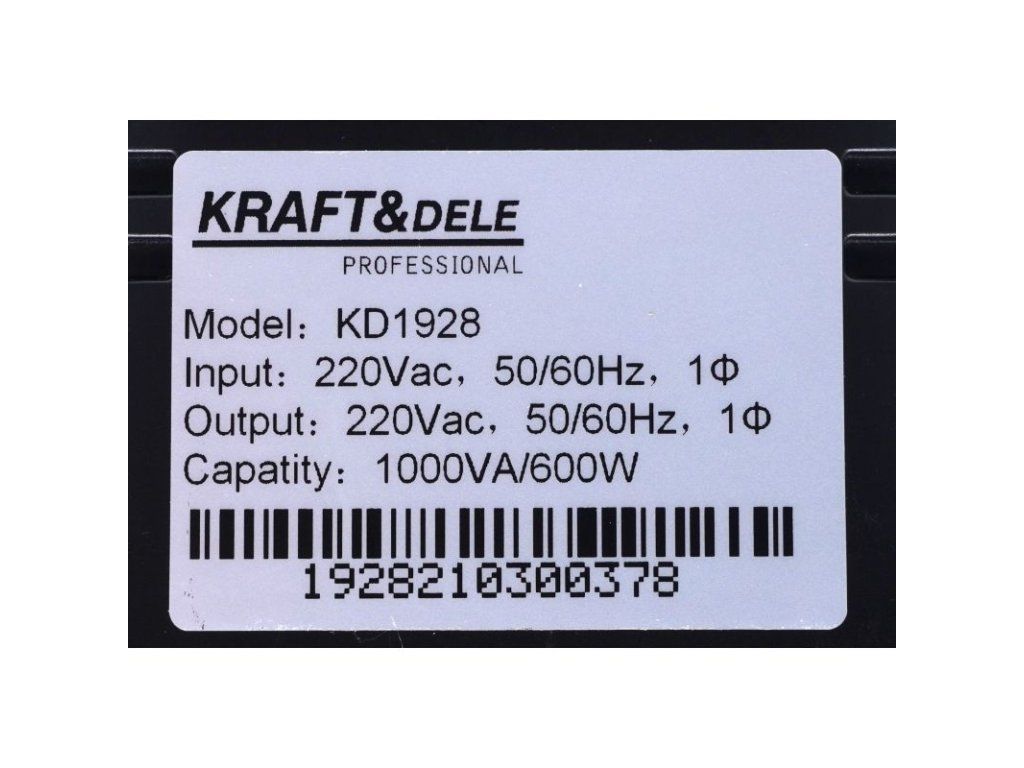 KRAFT&DELE
PROFESSIONAL
Model: KD1928
Input: 220Vac, 50/60Hz, 1Φ
Output: 220Vac, 50/60Hz, 1Φ
Capatity: 1000VA/600W
1928210300378